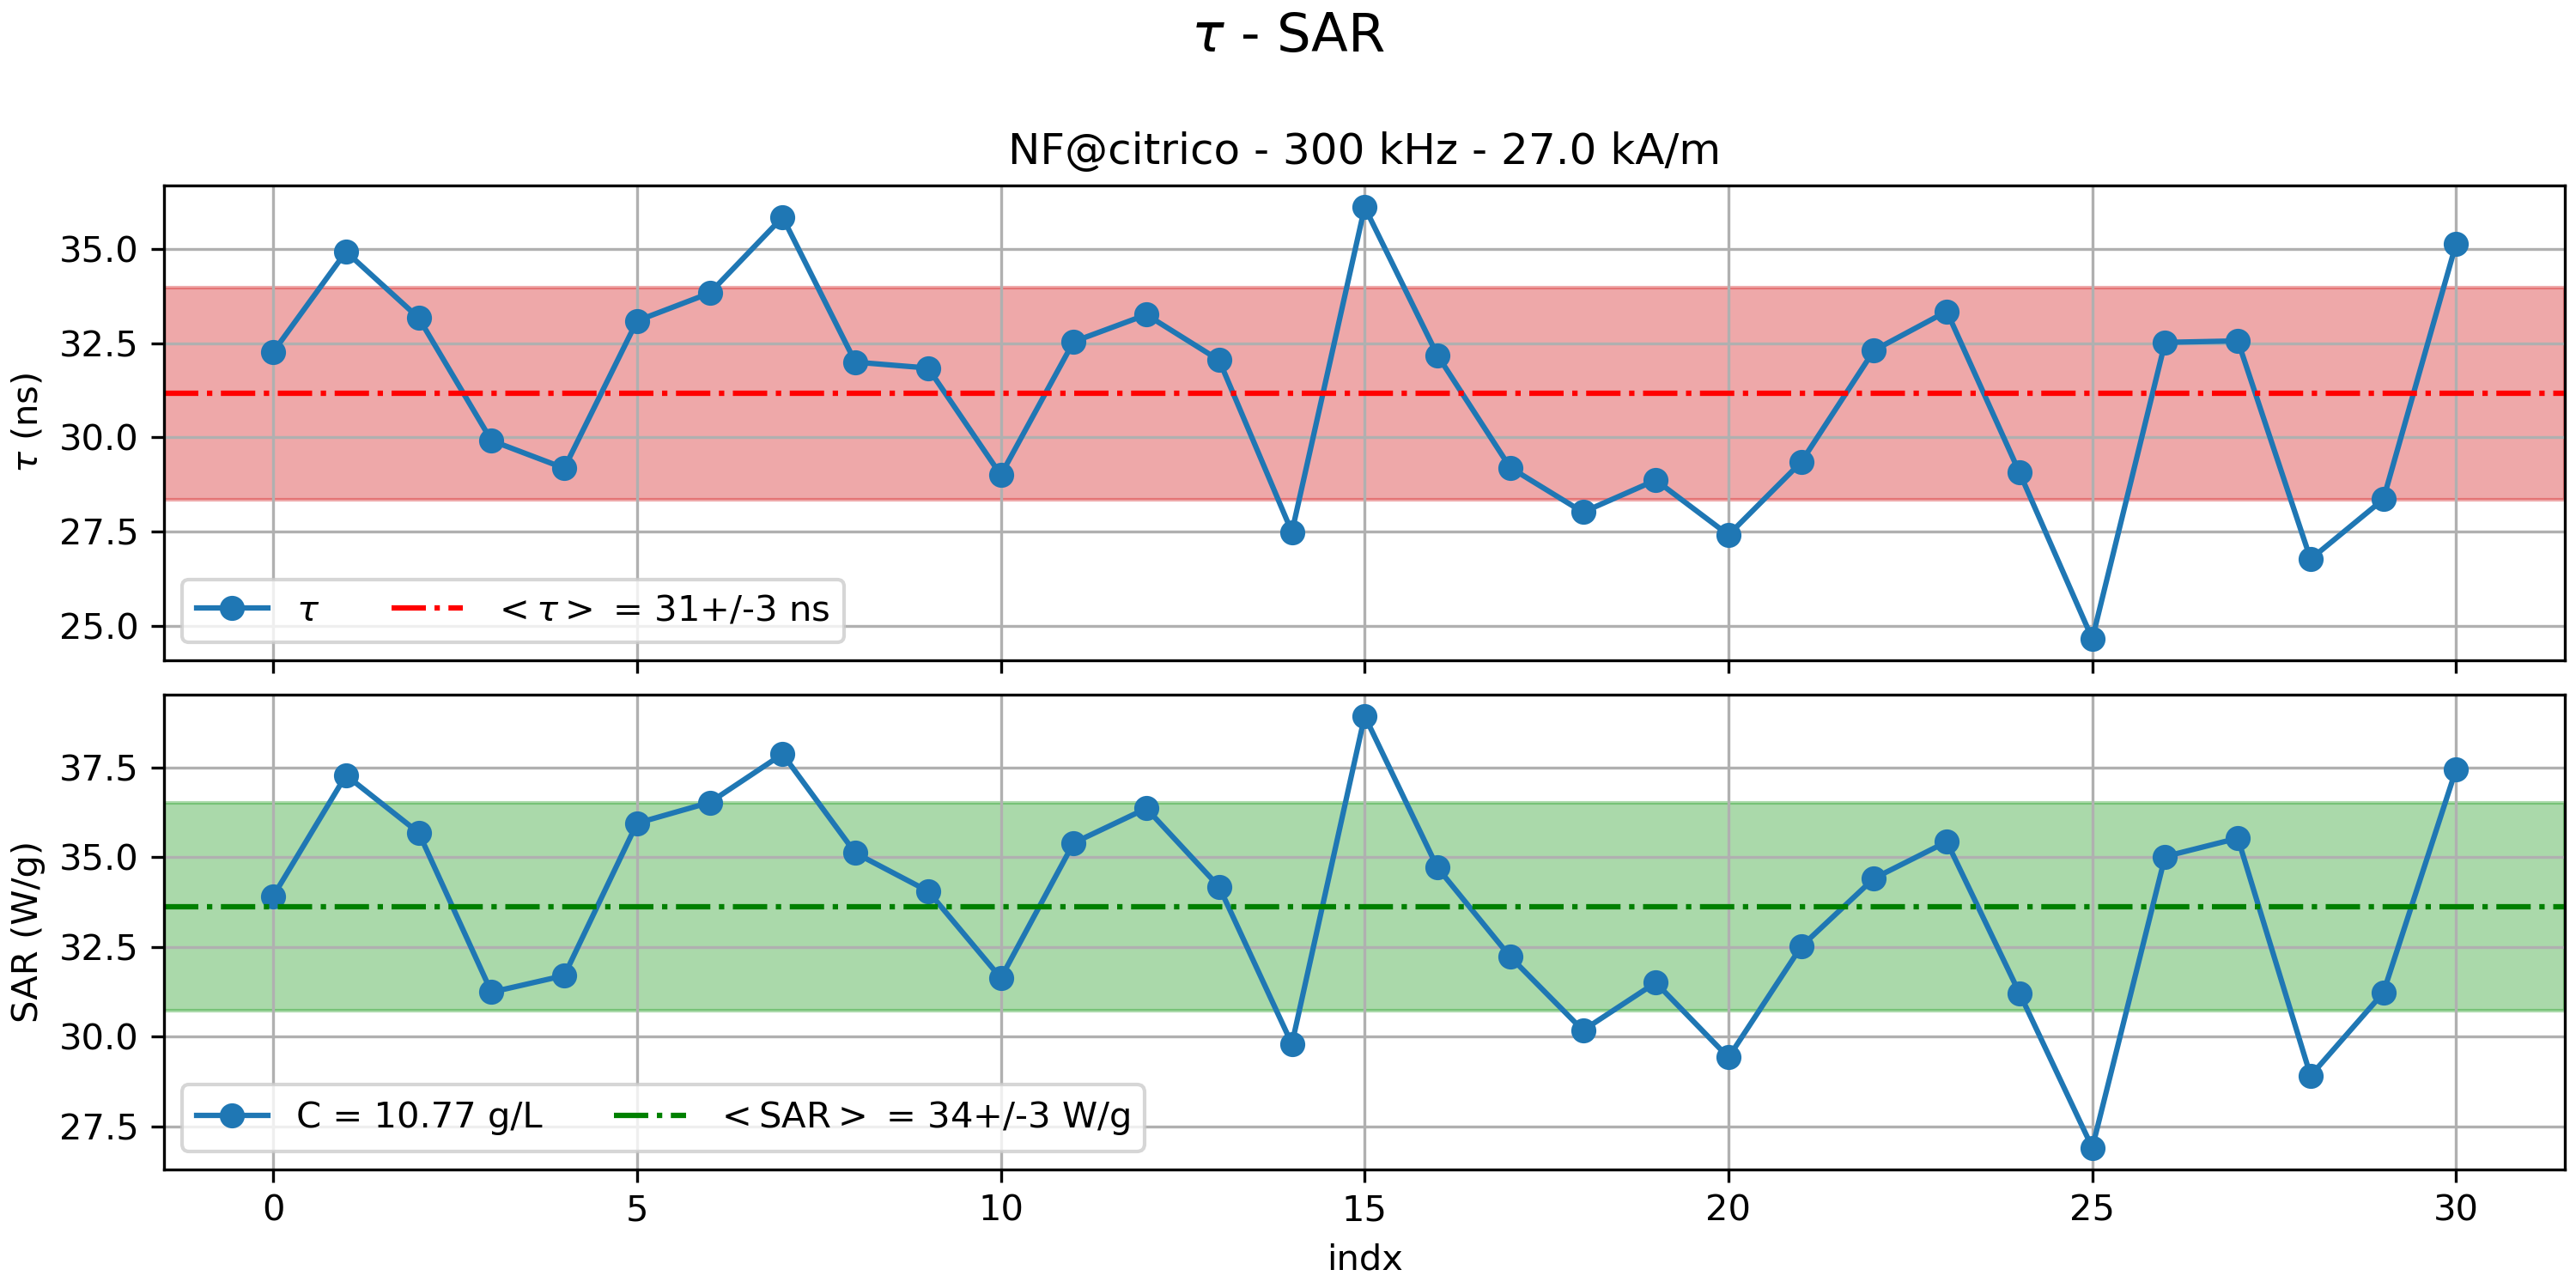 τ - SAR
NF@citrico - 300 kHz - 27.0 kA/m
35.0
32.5
30.0
27.5
25.0
τ (ns)
τ
<τ> = 31+/-3 ns
37.5
35.0
32.5
30.0
27.5
SAR (W/g)
C = 10.77 g/L
<SAR> = 34+/-3 W/g
0 5 10 15 20 25 30
indx